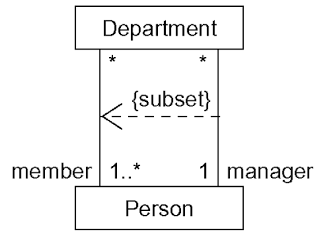 Department
* *
{subset}
member 1..* 1 manager
Person